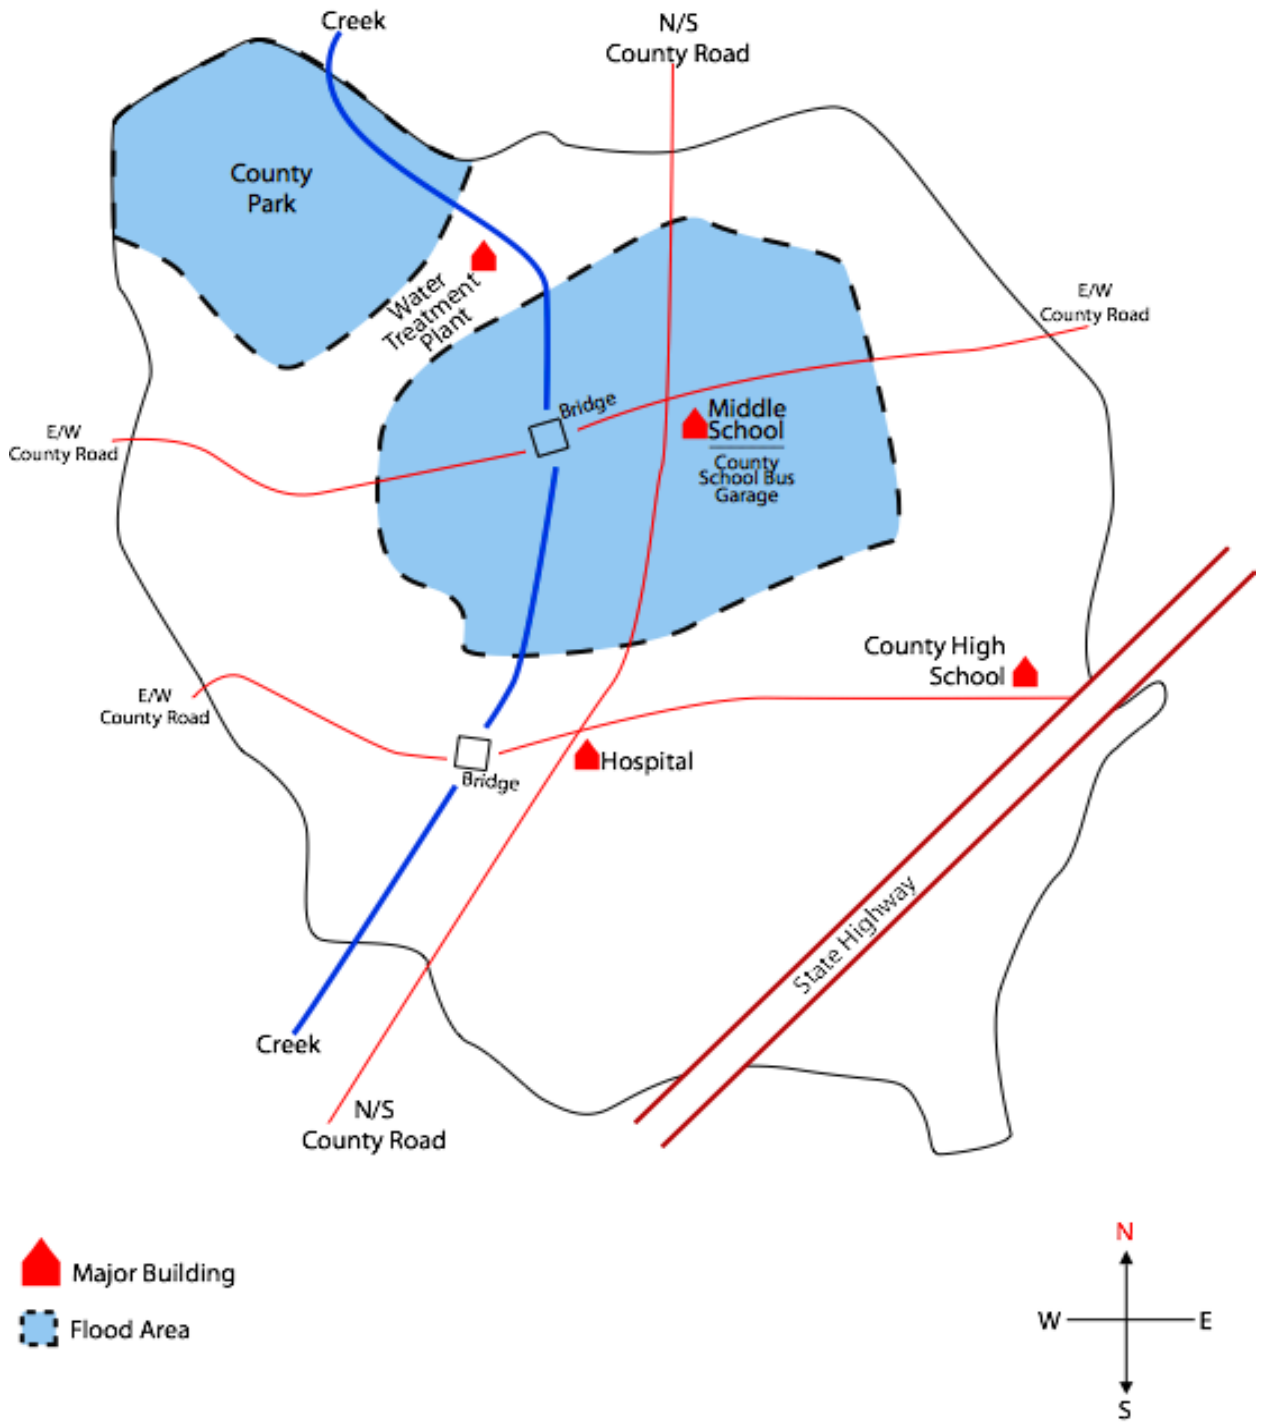 Creek
N/S
County Road
County
Park
Water
Treatment
Plant
E/W
County Road
Bridge
Middle
School
County
School Bus
Garage
E/W
County Road
County High
School
E/W
County Road
Bridge
Hospital
State Highway
Creek
N/S
County Road
Major Building
Flood Area
N
W
E
S